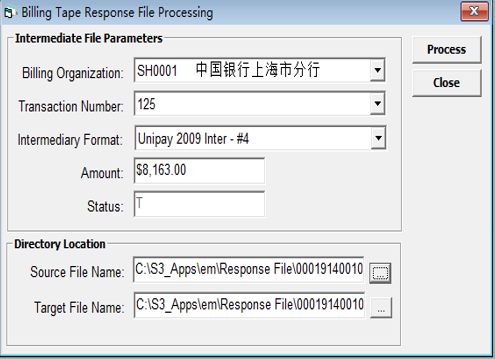 Billing Tape Response File Processing
Intermediate File Parameters
Process
Billing Organization: SH0001 中国银行上海市分行
Close
Transaction Number: 125
Intermediary Format: Unipay 2009 Inter - #4
Amount: $8,163.00
Status: T
Directory Location
Source File Name: C:\S3_Apps\em\Response File\00019140010 ...
Target File Name: C:\S3_Apps\em\Response File\00019140010 ...